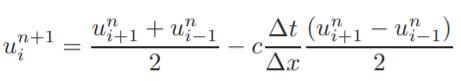 u_i^{n+1} = \frac{u_{i+1}^n + u_{i-1}^n}{2} - c \frac{\Delta t}{\Delta x} \frac{(u_{i+1}^n - u_{i-1}^n)}{2}